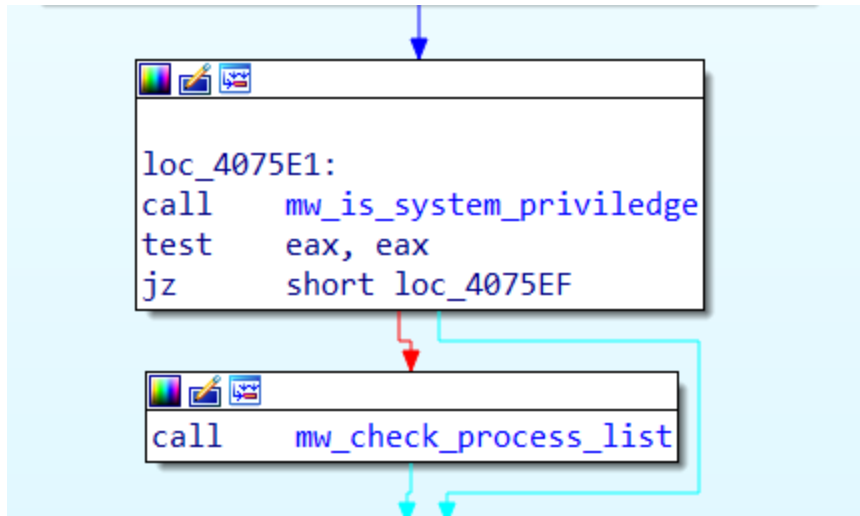 loc_4075E1:
call mw_is_system_priviledge
test eax, eax
jz short loc_4075EF
call mw_check_process_list